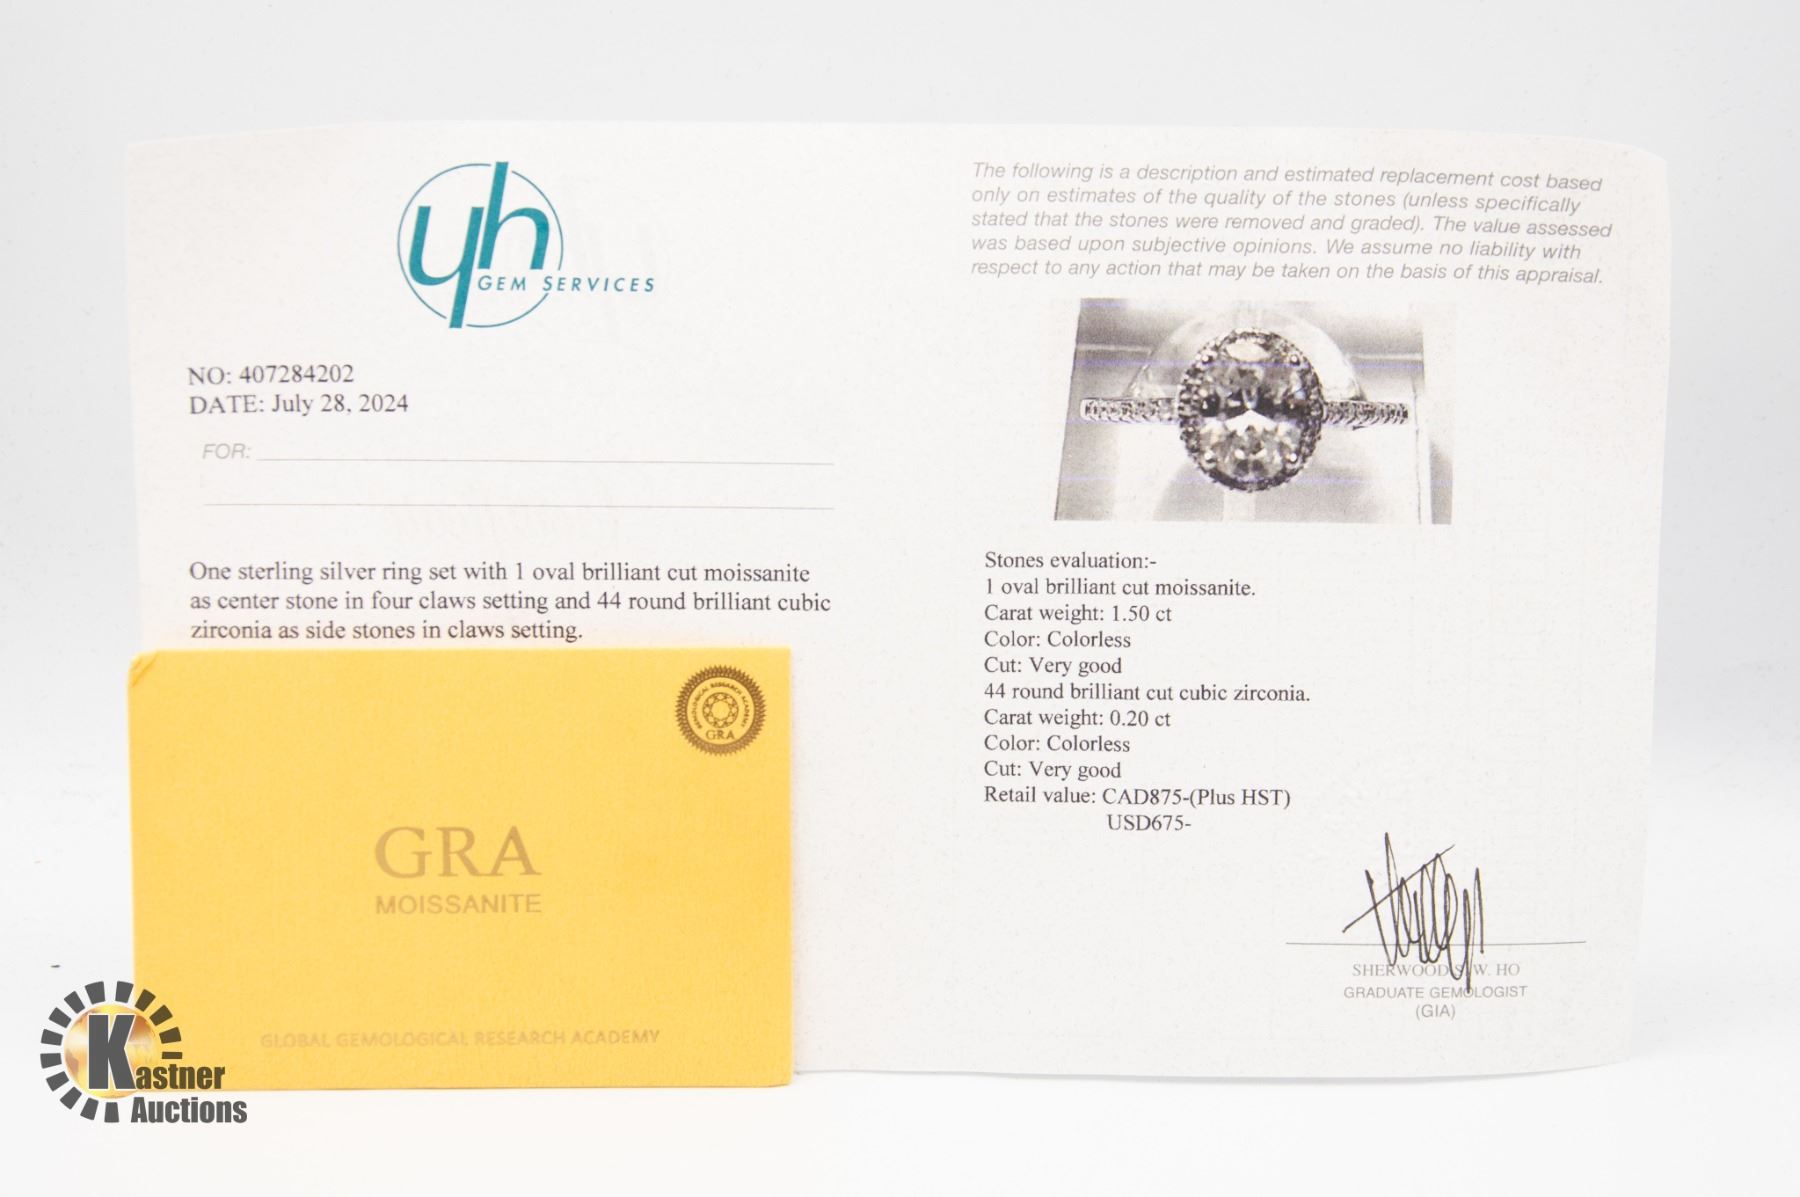 yh
GEM SERVICES
NO: 407284202
DATE: July 28, 2024
FOR:
One sterling silver ring set with 1 oval brilliant cut moissanite
as center stone in four claws setting and 44 round brilliant cubic
zirconia as side stones in claws setting.
The following is a description and estimated replacement cost based
only on estimates of the quality of the stones (unless specifically
stated that the stones were removed and graded). The value assessed
was based upon subjective opinions. We assume no liability with
respect to any action that may be taken on the basis of this appraisal.
Stones evaluation:-
1 oval brilliant cut moissanite.
Carat weight: 1.50 ct
Color: Colorless
Cut: Very good
44 round brilliant cut cubic zirconia.
Carat weight: 0.20 ct
Color: Colorless
Cut: Very good
Retail value: CAD875-(Plus HST)
USD675-
SHERWOOD S.W. HO
GRADUATE GEMOLOGIST
(GIA)
GEMOLOGICAL RESEARCH ACADEMY
GRA
GRA
MOISSANITE
GLOBAL GEMOLOGICAL RESEARCH ACADEMY
Kastner
Auctions